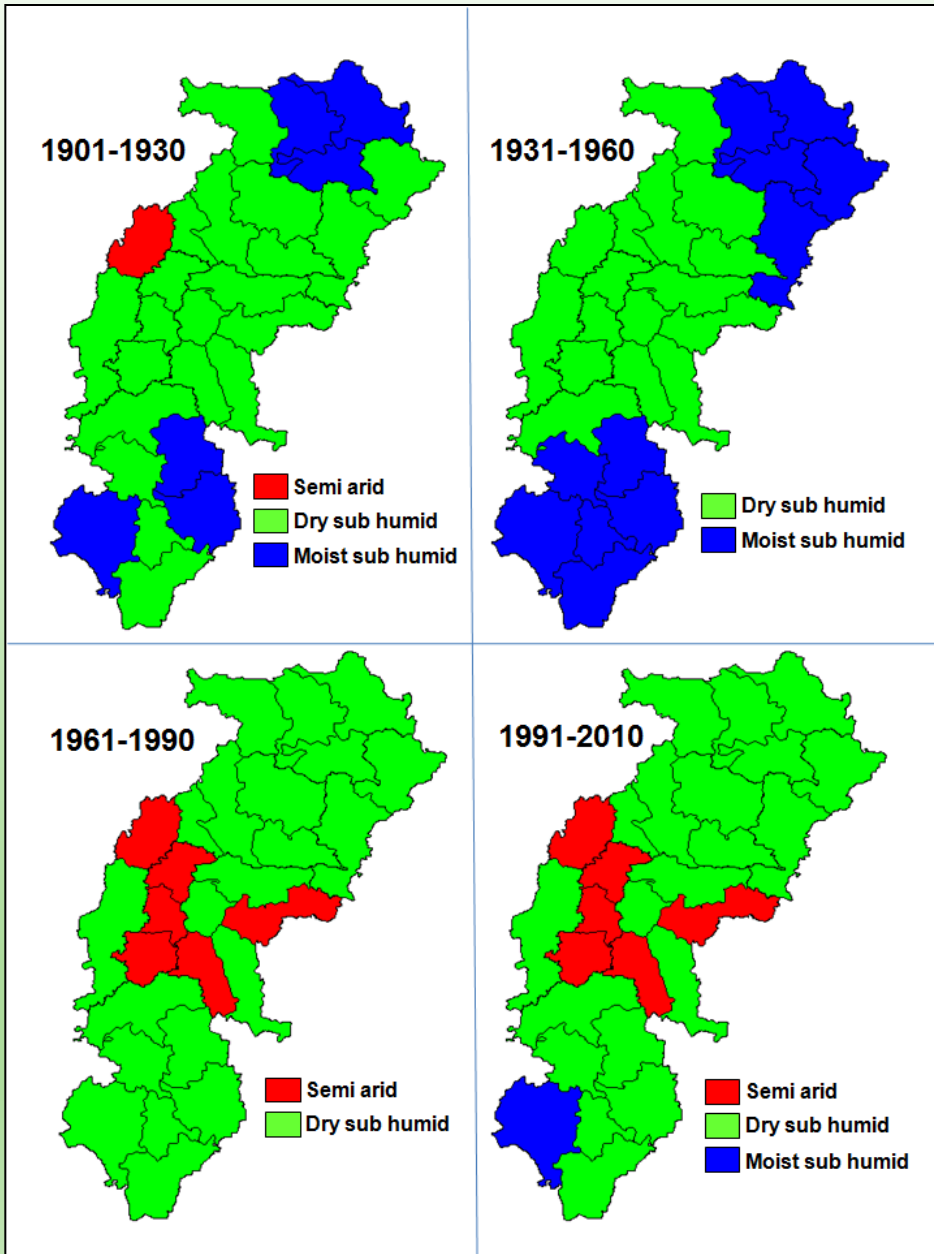 1901-1930
Semi arid
Dry sub humid
Moist sub humid
1931-1960
Dry sub humid
Moist sub humid
1961-1990
Semi arid
Dry sub humid
1991-2010
Semi arid
Dry sub humid
Moist sub humid